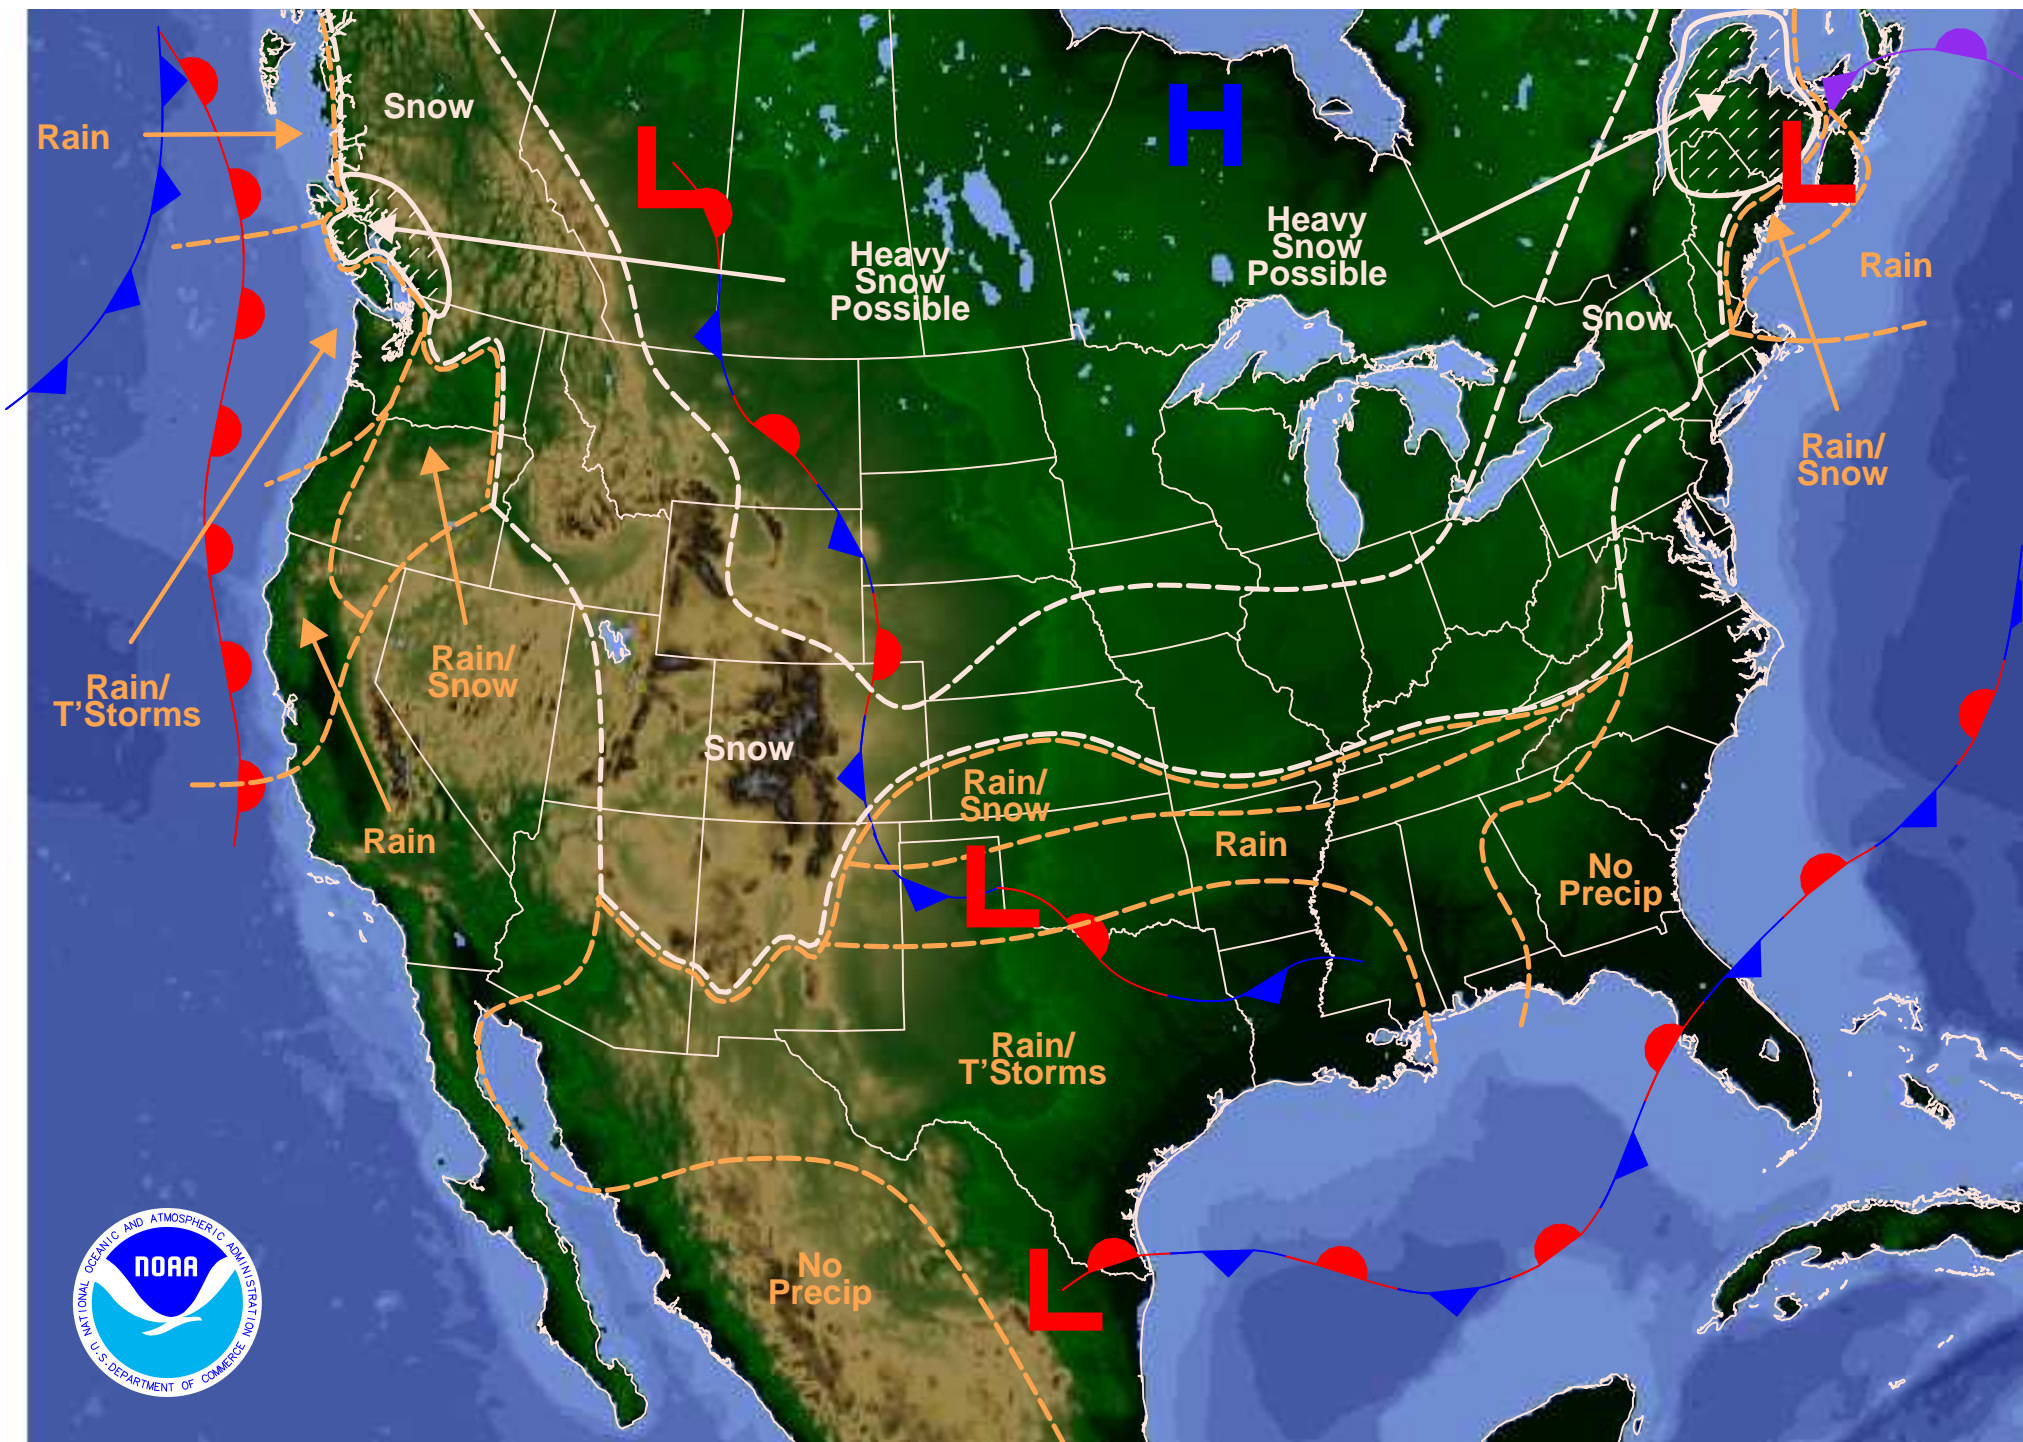 Snow
Rain
L
H
L
Heavy
Snow
Possible
Heavy
Snow
Possible
Rain
Snow
Rain/
Snow
Rain/
T'Storms
Rain/
Snow
Snow
Rain/
Snow
Rain
Rain
No
Precip
L
Rain/
T'Storms
No
Precip
L
NATIONAL OCEANIC AND ATMOSPHERIC ADMINISTRATION
NOAA
U.S. DEPARTMENT OF COMMERCE